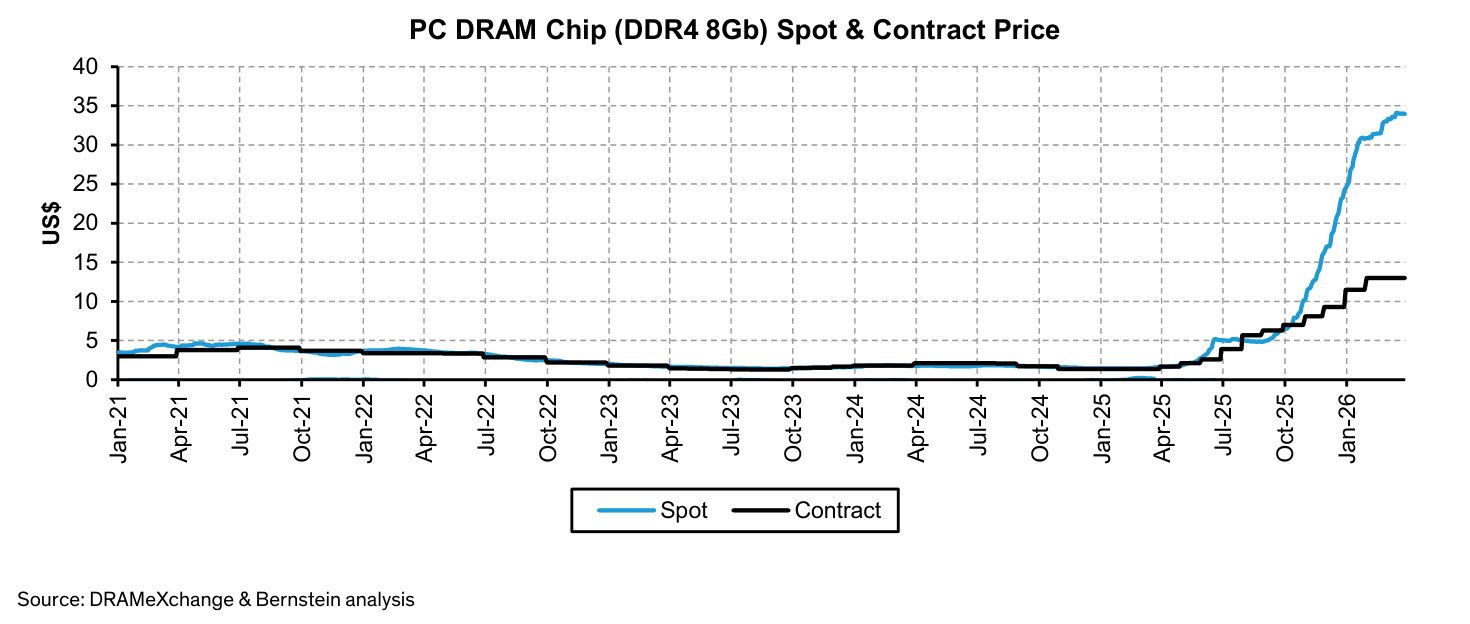 PC DRAM Chip (DDR4 8Gb) Spot & Contract Price
US$
40
35
30
25
20
15
10
5
0
Jan-21
Apr-21
Jul-21
Oct-21
Jan-22
Apr-22
Jul-22
Oct-22
Jan-23
Apr-23
Jul-23
Oct-23
Jan-24
Apr-24
Jul-24
Oct-24
Jan-25
Apr-25
Jul-25
Oct-25
Jan-26
Spot
Contract
Source: DRAMeXchange & Bernstein analysis